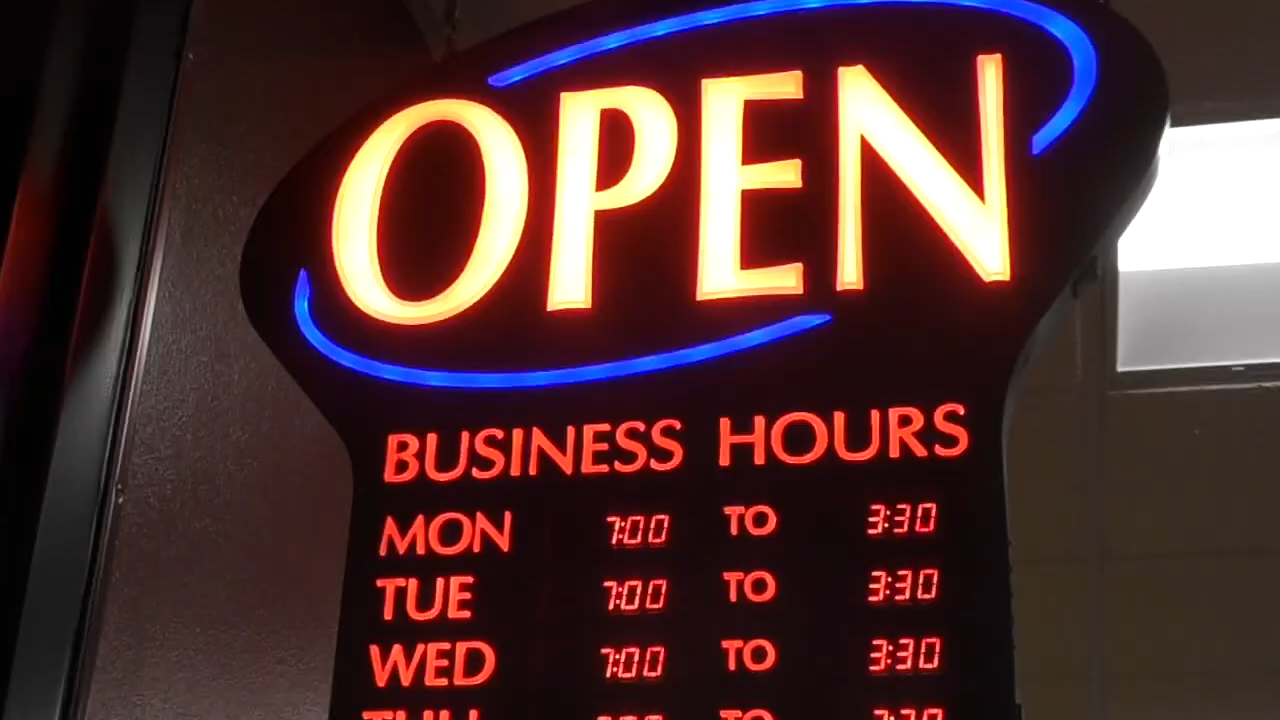 OPEN
BUSINESS HOURS
MON 7:00 TO 3:30
TUE 7:00 TO 3:30
WED 7:00 TO 3:30
TO